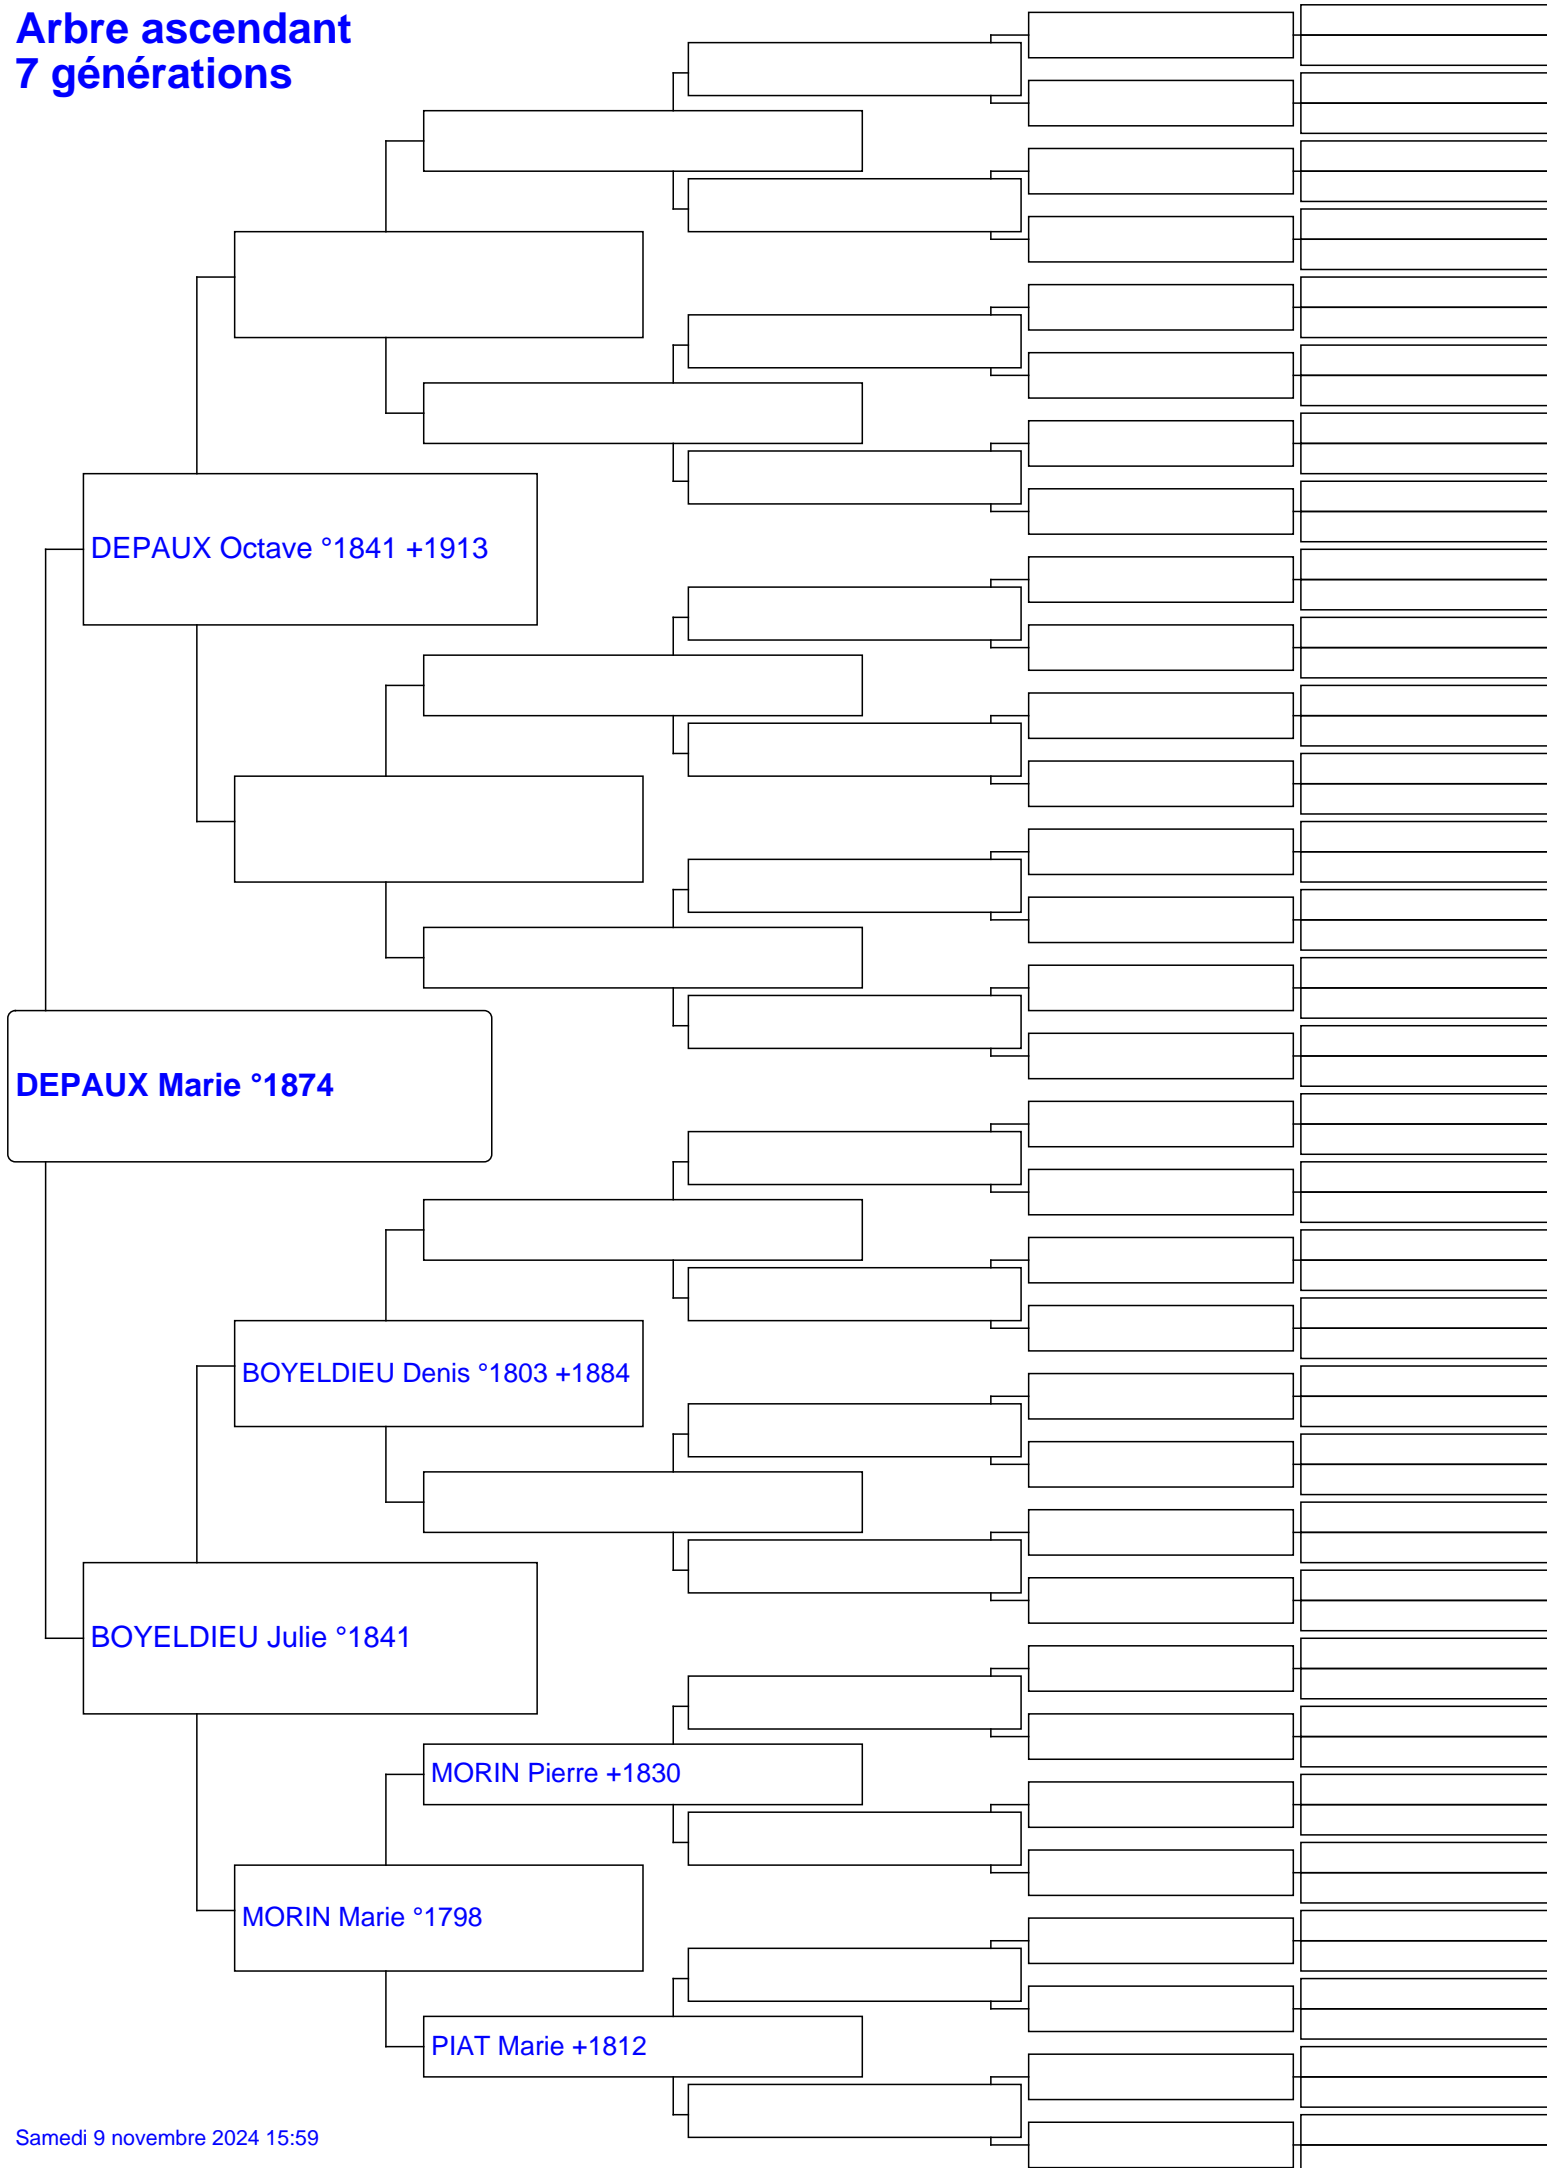 Arbre ascendant
7 générations
DEPAUX Octave °1841 +1913
DEPAUX Marie °1874
BOYELDIEU Denis °1803 +1884
BOYELDIEU Julie °1841
MORIN Pierre +1830
MORIN Marie °1798
PIAT Marie +1812
Samedi 9 novembre 2024 15:59